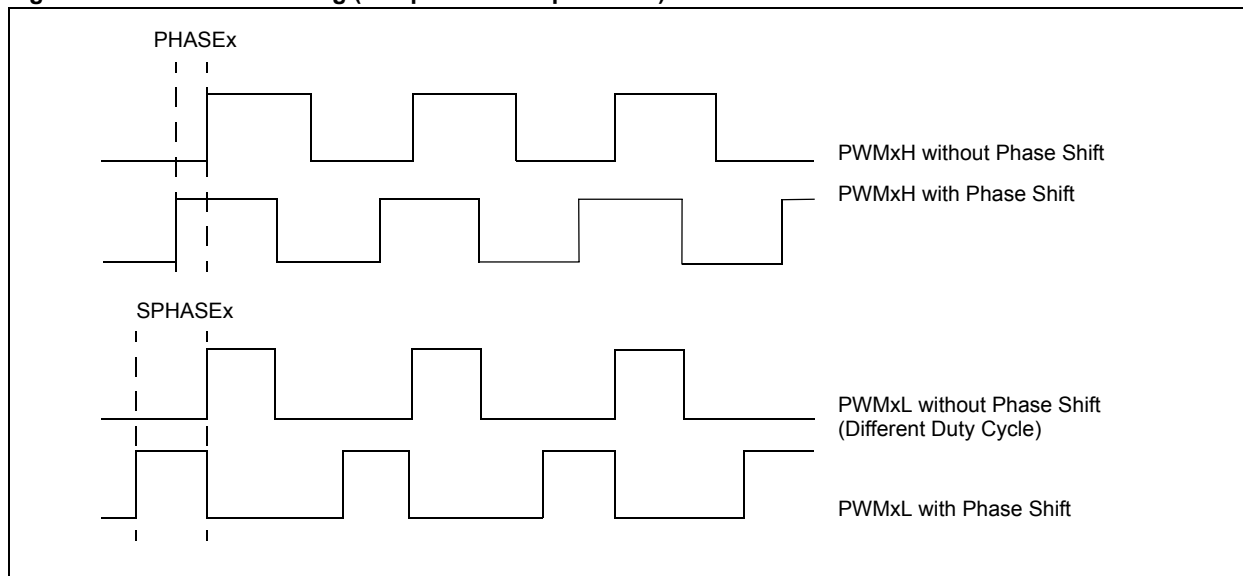 PHASEx
PWMxH without Phase Shift
PWMxH with Phase Shift
SPHASEx
PWMxL without Phase Shift
(Different Duty Cycle)
PWMxL with Phase Shift